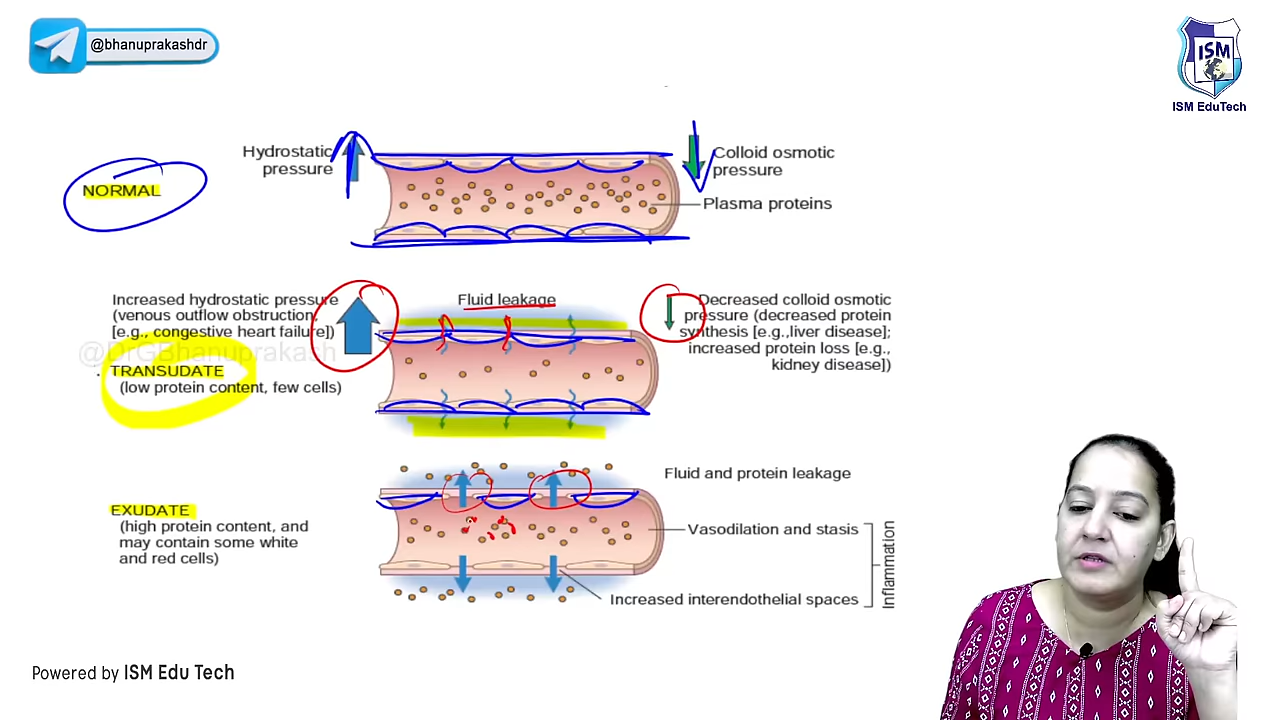 @bhanuprakashdr
ISM
ISM EduTech
NORMAL
Hydrostatic
pressure
Colloid osmotic
pressure
Plasma proteins
Increased hydrostatic pressure
(venous outflow obstruction,
[e.g., congestive heart failure])
@DrGBhanuprakash
TRANSUDATE
(low protein content, few cells)
Fluid leakage
Decreased colloid osmotic
pressure (decreased protein
synthesis [e.g.,liver disease];
increased protein loss [e.g.,
kidney disease])
EXUDATE
(high protein content, and
may contain some white
and red cells)
Fluid and protein leakage
Vasodilation and stasis
Increased interendothelial spaces
Inflammation
Powered by ISM Edu Tech